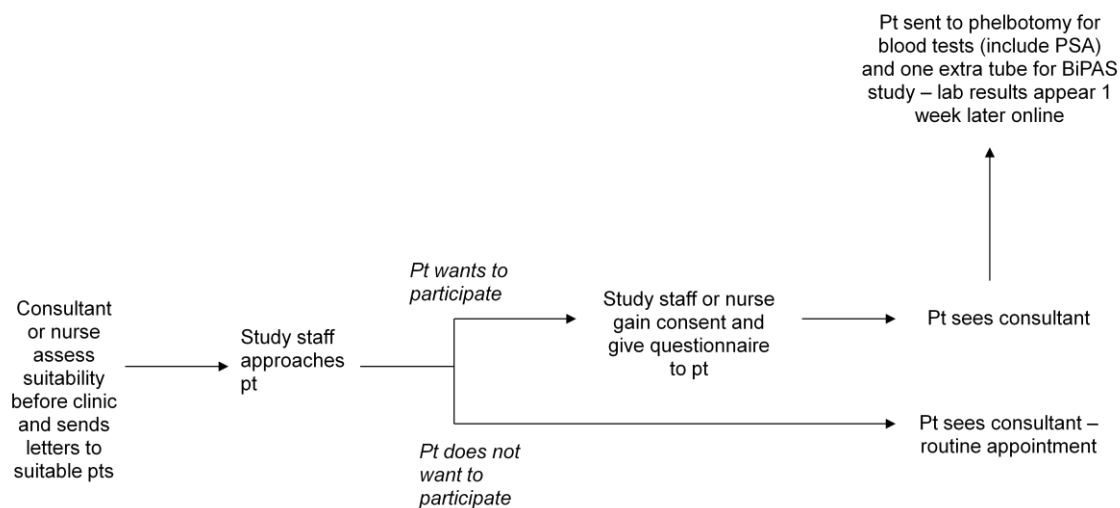 Pt sent to phelbotomy for
blood tests (include PSA)
and one extra tube for BiPAS
study – lab results appear 1
week later online
Consultant
or nurse
assess
suitability
before clinic
and sends
letters to
suitable pts
Study staff
approaches
pt
Pt wants to
participate
Study staff or nurse
gain consent and
give questionnaire
to pt
Pt sees consultant
Pt does not
want to
participate
Pt sees consultant –
routine appointment